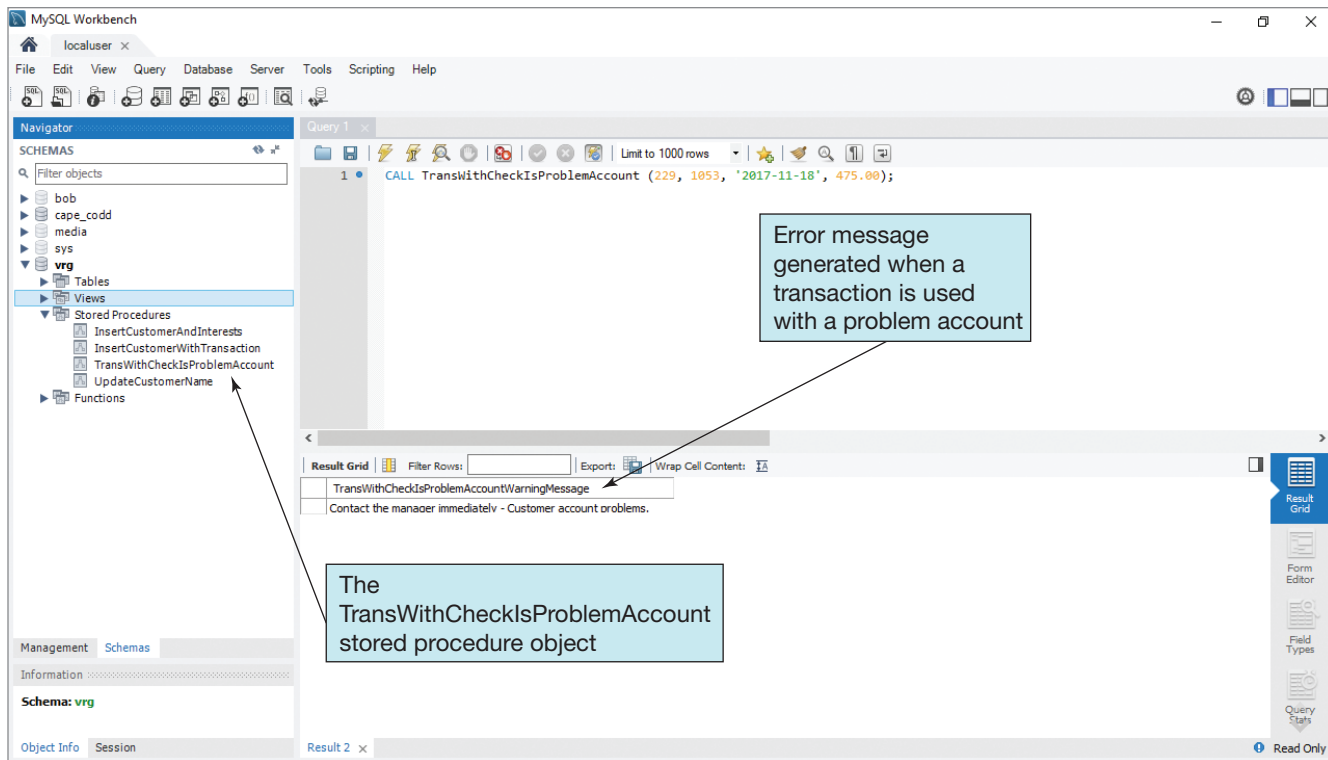 MySQL Workbench
localuser
File Edit View Query Database Server Tools Scripting Help
Navigator
SCHEMAS
Filter objects
bob
cape_codd
media
sys
vrg
Tables
Views
Stored Procedures
InsertCustomerAndInterests
InsertCustomerWithTransaction
TransWithCheckIsProblemAccount
UpdateCustomerName
Functions
Management Schemas
Information
Schema: vrg
Object Info Session
Query 1
Limit to 1000 rows
1 CALL TransWithCheckIsProblemAccount (229, 1053, '2017-11-18', 475.00);
Error message
generated when a
transaction is used
with a problem account
Result Grid Filter Rows: Export: Wrap Cell Content: IA
TransWithCheckIsProblemAccountWarningMessage
Contact the manager immediately - Customer account problems.
The
TransWithCheckIsProblemAccount
stored procedure object
Result
Grid
Form
Editor
Field
Types
Query
Stats
Result 2
Read Only